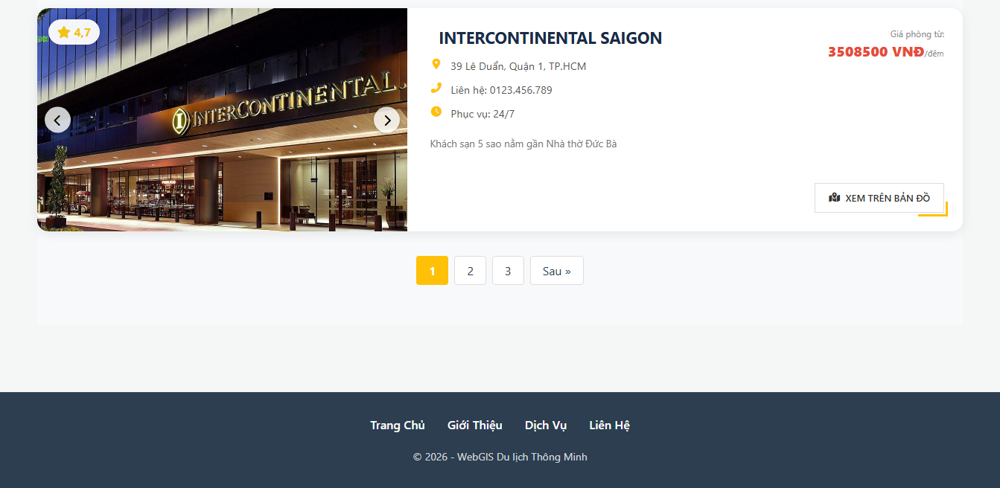 4,7
INTERCONTINENTAL.
PUBLICO
INTERCONTINENTAL SAIGON
39 Lê Duẩn, Quận 1, TP.HCM
Liên hệ: 0123.456.789
Phục vụ: 24/7
Khách sạn 5 sao nằm gần Nhà thờ Đức Bà
Giá phòng từ:
3508500 VNĐ/đêm
XEM TRÊN BẢN ĐỒ
1 2 3 Sau »
Trang Chủ Giới Thiệu Dịch Vụ Liên Hệ
© 2026 - WebGIS Du lịch Thông Minh